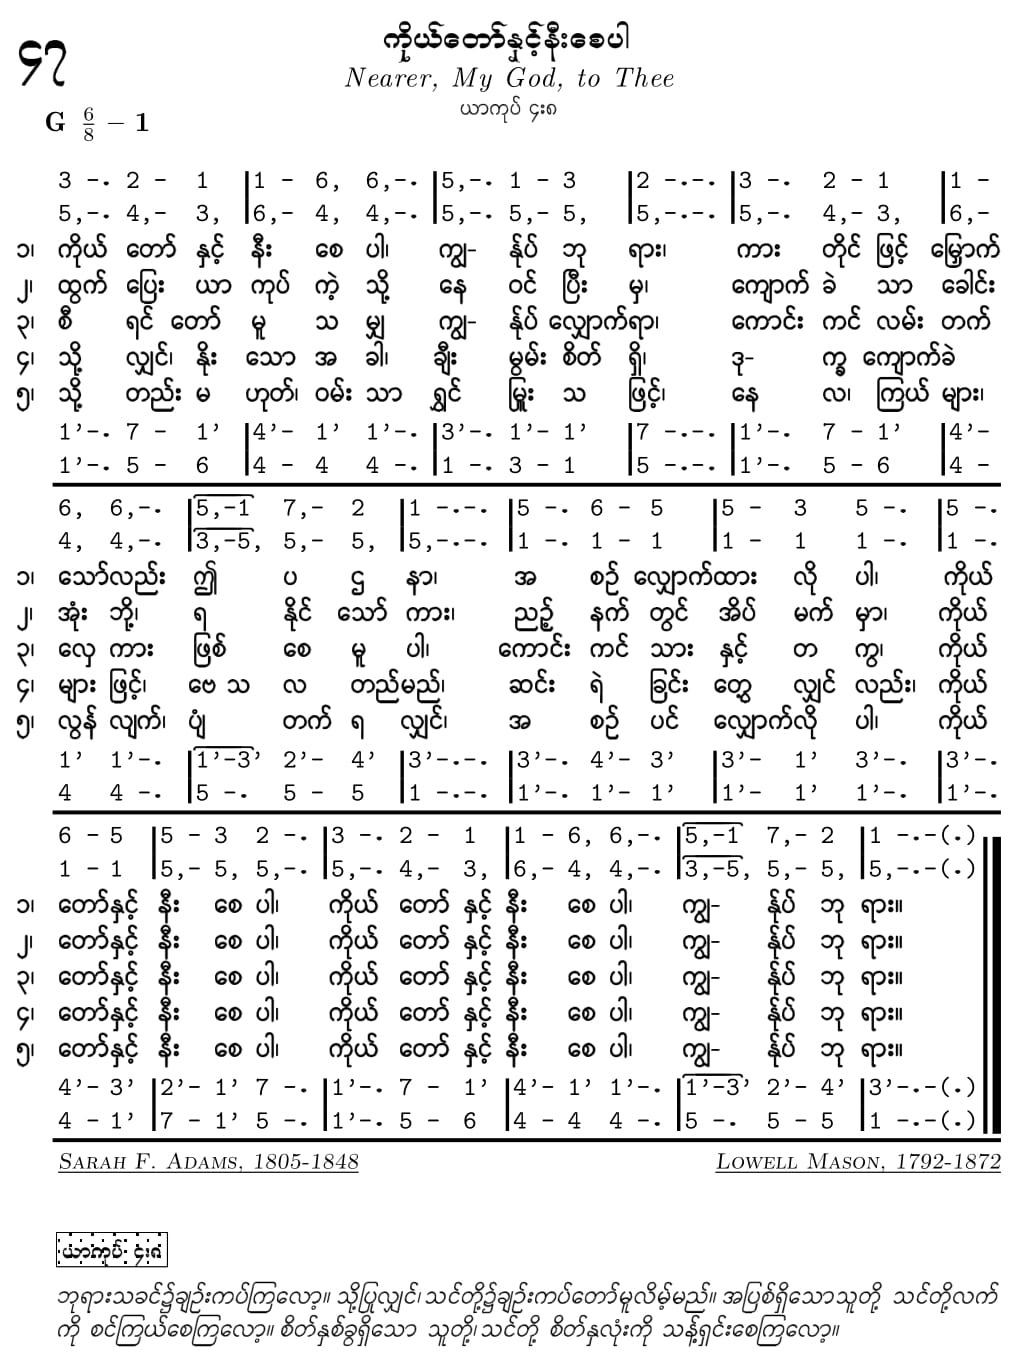 ၄၇
ကိုယ်တော်နှင့်နီးစေပါ
Nearer, My God, to Thee
ယာကုပ် ၄း၈
G 6/8 – 1
3 –. 2 – 1 |1 – 6, 6,–. |5,–. 1 – 3 |2 –.–. |3 –. 2 – 1 |1 –
5,–. 4,– 3, |6,– 4, 4,–. |5,–. 5,– 5, |5,–.–. |5,–. 4,– 3, |6,–
၁၊ ကိုယ် တော် နှင့် နီး စေ ပါ၊ ကျွ– န်ုပ် ဘု ရား၊ ကား တိုင် ဖြင့် မြှောက်
၂၊ ထွက် ပြေး ယာ ကုပ် ကဲ့ သို့ နေ ဝင် ပြီး မှ၊ ကျောက် ခဲ သာ ခေါင်း
၃၊ စီ ရင် တော် မူ သ မျှ ကျွ– န်ုပ် လျှောက်ရာ၊ ကောင်း ကင် လမ်း တက်
၄၊ သို့ လျှင်၊ နိုး သော အ ခါ၊ ချီး မွမ်း စိတ် ရှိ၊ ဒု– က္ခ ကျောက်ခဲ
၅၊ သို့ တည်း မ ဟုတ်၊ ဝမ်း သာ ရွှင် မြူး သ ဖြင့်၊ နေ လ၊ ကြယ် များ၊
1’–. 7 – 1’ |4’– 1’ 1’–. |3’–. 1’– 1’ |7 –.–. |1’–. 7 – 1’ |4’–
1’–. 5 – 6 |4 – 4 4 –. |1 –. 3 – 1 |5 –.–. |1’–. 5 – 6 |4 –
6, 6,–. |5,–1 7,– 2 |1 –.–. |5 –. 6 – 5 |5 – 3 5 –. |5 –.
4, 4,–. |3,–5, 5,– 5, |5,–.–. |1 –. 1 – 1 |1 – 1 1 –. |1 –.
၁၊ သော်လည်း ဤ ပ ဌ နာ၊ အ စဉ် လျှောက်ထား လို ပါ၊ ကိုယ်
၂၊ အုံး ဘို့၊ ရ နိုင် သော် ကား၊ ညဉ့် နက် တွင် အိပ် မက် မှာ၊ ကိုယ်
၃၊ လှေ ကား ဖြစ် စေ မူ ပါ၊ ကောင်း ကင် သား နှင့် တ ကွ၊ ကိုယ်
၄၊ များ ဖြင့်၊ ဗေ သ လ တည်မည်၊ ဆင်း ရဲ ခြင်း တွေ့ လျှင် လည်း၊ ကိုယ်
၅၊ လွန် လျက်၊ ပျံ တက် ရ လျှင်၊ အ စဉ် ပင် လျှောက်လို ပါ၊ ကိုယ်
1’ 1’–. |1’–3’ 2’– 4’ |3’–.–. |3’–. 4’– 3’ |3’– 1’ 3’–. |3’–.
4 4 –. |5 –. 5 – 5 |1 –.–. |1’–. 1’– 1’ |1’– 1’ 1’–. |1’–.
6 – 5 |5 – 3 2 –. |3 –. 2 – 1 |1 – 6, 6,–. |5,–1 7,– 2 |1 –.–(.)
1 – 1 |5,– 5, 5,–. |5,–. 4,– 3, |6,– 4, 4,–. |3,–5, 5,– 5, |5,–.–(.)
၁၊ တော်နှင့် နီး စေ ပါ၊ ကိုယ် တော် နှင့် နီး စေ ပါ၊ ကျွ– န်ုပ် ဘု ရား။
၂၊ တော်နှင့် နီး စေ ပါ၊ ကိုယ် တော် နှင့် နီး စေ ပါ၊ ကျွ– န်ုပ် ဘု ရား။
၃၊ တော်နှင့် နီး စေ ပါ၊ ကိုယ် တော် နှင့် နီး စေ ပါ၊ ကျွ– န်ုပ် ဘု ရား။
၄၊ တော်နှင့် နီး စေ ပါ၊ ကိုယ် တော် နှင့် နီး စေ ပါ၊ ကျွ– န်ုပ် ဘု ရား။
၅၊ တော်နှင့် နီး စေ ပါ၊ ကိုယ် တော် နှင့် နီး စေ ပါ၊ ကျွ– န်ုပ် ဘု ရား။
4’– 3’ |2’– 1’ 7 –. |1’–. 7 – 1’ |4’– 1’ 1’–. |1’–3’ 2’– 4’ |3’–.–(.)
4 – 1’ |7 – 1’ 5 –. |1’–. 5 – 6 |4 – 4 4 –. |5 –. 5 – 5 |1 –.–(.)
SARAH F. ADAMS, 1805-1848 LOWELL MASON, 1792-1872
ယာကုပ် ၄း၈
ဘုရားသခင်၌ချဉ်းကပ်ကြလော့။ သို့ပြုလျှင်၊ သင်တို့၌ချဉ်းကပ်တော်မူလိမ့်မည်။ အပြစ်ရှိသောသူတို့ သင်တို့လက်
ကို စင်ကြယ်စေကြလော့။ စိတ်နှစ်ခွရှိသော သူတို့၊ သင်တို့ စိတ်နှလုံးကို သန့်ရှင်းစေကြလော့။